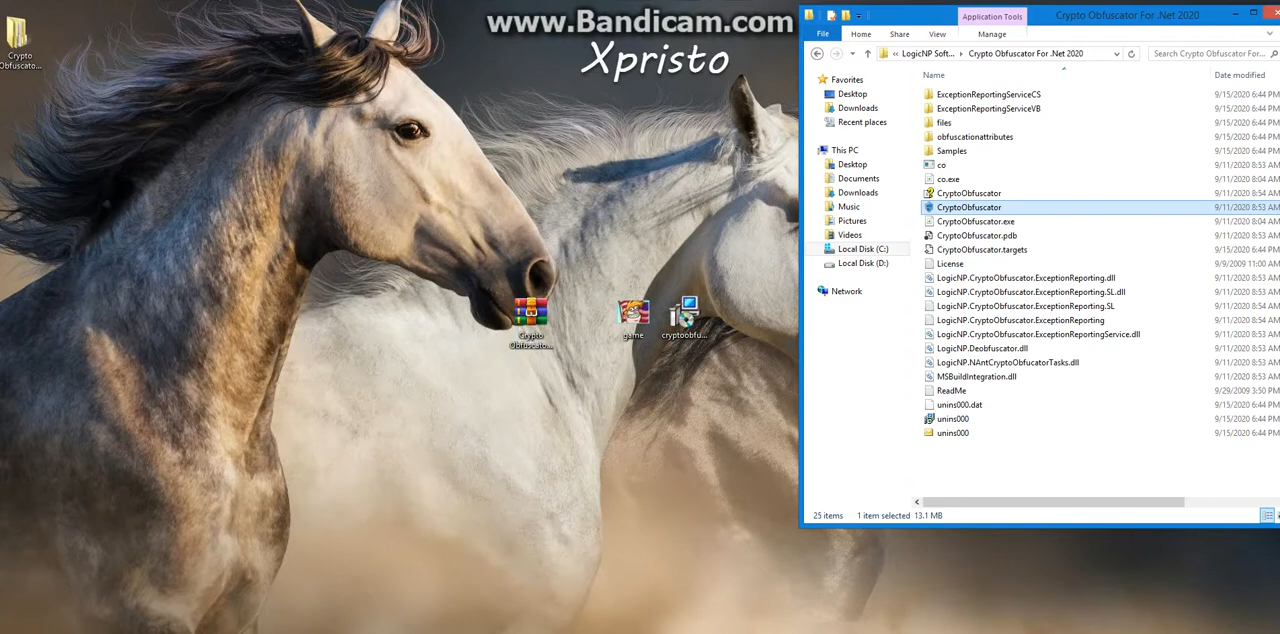 www.Bandicam.com
Xpristo
Crypto
Obfuscato...
Crypto
Obfuscato...
game
cryptoobfu...
Application Tools
Crypto Obfuscator For .Net 2020
File
Home
Share
View
Manage
« LogicNP Soft...
Crypto Obfuscator For .Net 2020
Search Crypto Obfuscator For...
Favorites
Desktop
Downloads
Recent places
This PC
Desktop
Documents
Downloads
Music
Pictures
Videos
Local Disk (C:)
Local Disk (D:)
Network
Name
Date modified
ExceptionReportingServiceCS
9/15/2020 6:44 PM
ExceptionReportingServiceVB
9/15/2020 6:44 PM
files
9/15/2020 6:44 PM
obfuscationattributes
9/15/2020 6:44 PM
Samples
9/15/2020 6:44 PM
co
9/11/2020 8:53 AM
co.exe
9/11/2020 8:53 AM
CryptoObfuscator
9/11/2020 8:54 AM
CryptoObfuscator
9/11/2020 8:53 AM
CryptoObfuscator.exe
9/11/2020 8:04 AM
CryptoObfuscator.pdb
9/11/2020 8:53 AM
CryptoObfuscator.targets
9/15/2020 6:44 PM
License
9/9/2009 11:00 AM
LogicNP.CryptoObfuscator.ExceptionReporting.dll
9/11/2020 8:53 AM
LogicNP.CryptoObfuscator.ExceptionReporting.SL.dll
9/11/2020 8:53 AM
LogicNP.CryptoObfuscator.ExceptionReporting.SL
9/11/2020 8:54 AM
LogicNP.CryptoObfuscator.ExceptionReporting
9/11/2020 8:54 AM
LogicNP.CryptoObfuscator.ExceptionReportingService.dll
9/11/2020 8:53 AM
LogicNP.Deobfuscator.dll
9/11/2020 8:53 AM
LogicNP.NAntCryptoObfucatorTasks.dll
9/11/2020 8:53 AM
MSBuildIntegration.dll
9/11/2020 8:53 AM
ReadMe
9/29/2009 3:50 PM
unins000.dat
9/15/2020 6:44 PM
unins000
9/15/2020 6:44 PM
unins000
9/15/2020 6:44 PM
25 items
1 item selected 13.1 MB